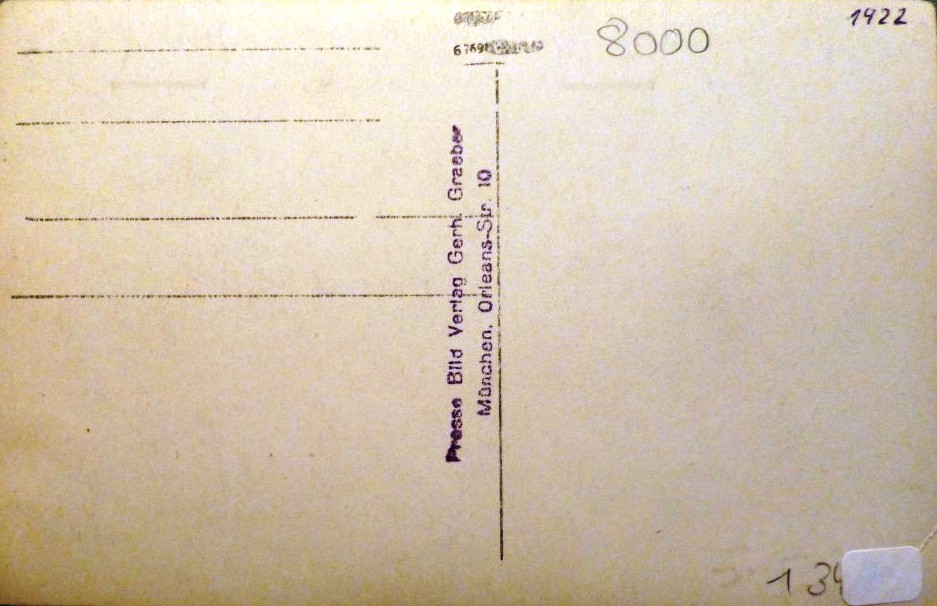 8000
1922
Presse Bild Verlag Gerh. Graeber
München, Orleans-Str. 10